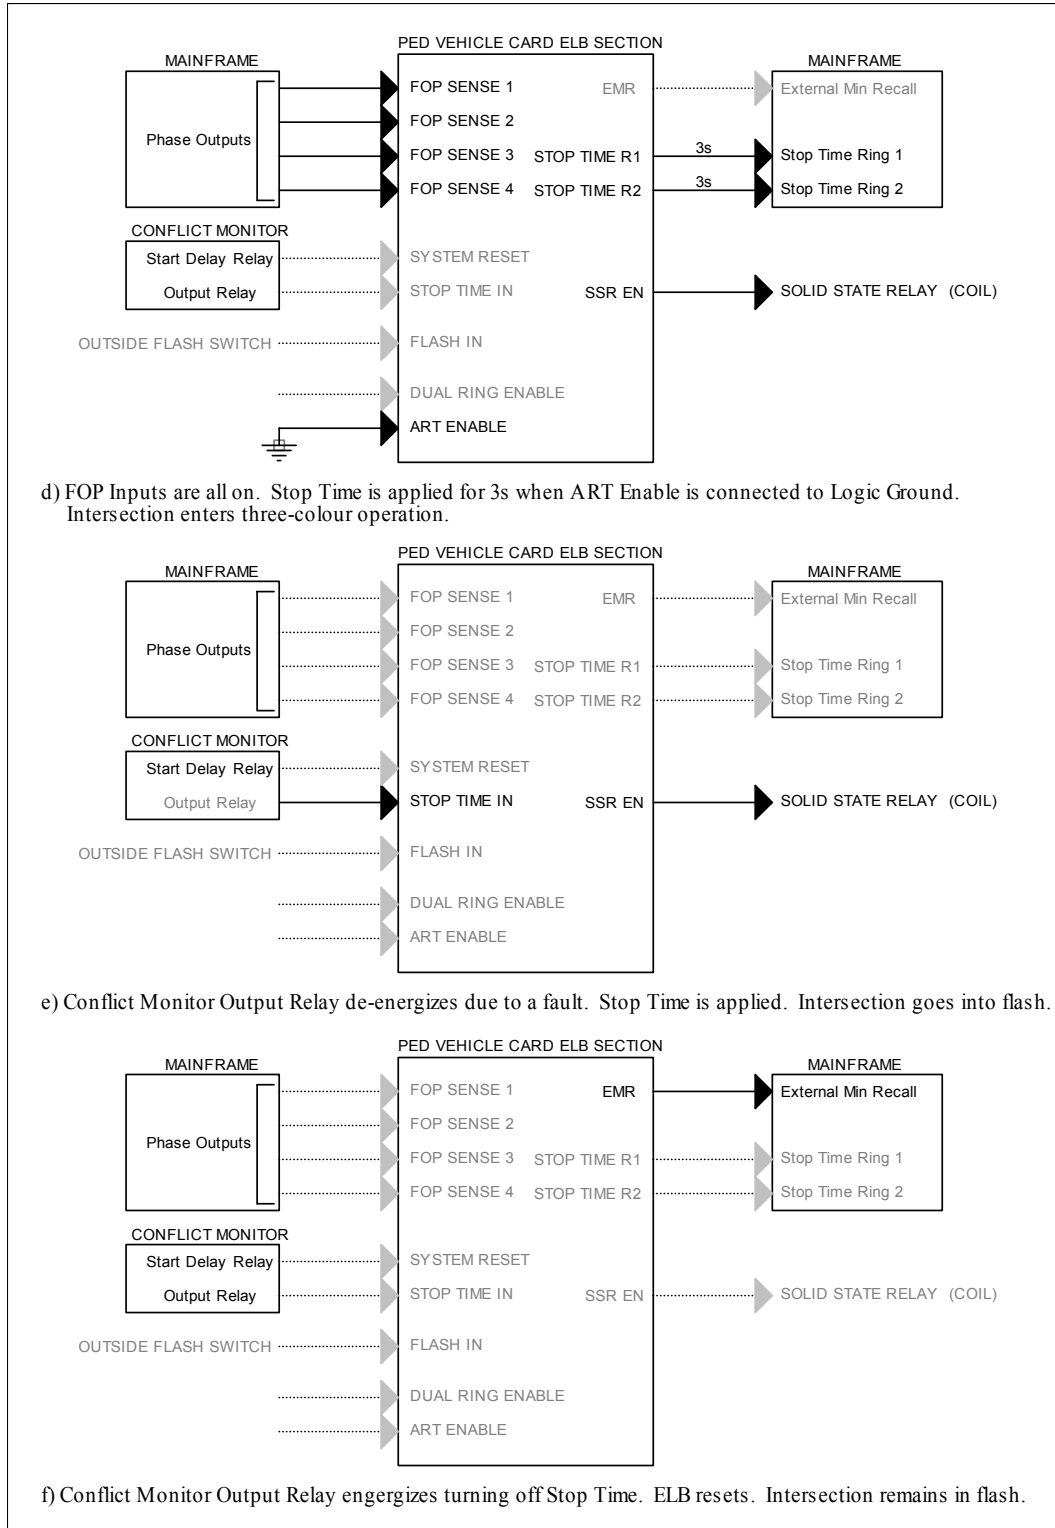 PED VEHICLE CARD ELB SECTION
MAINFRAME
MAINFRAME
FOP SENSE 1
EMR
External Min Recall
FOP SENSE 2
Phase Outputs
FOP SENSE 3
STOP TIME R1
3s
Stop Time Ring 1
FOP SENSE 4
STOP TIME R2
3s
Stop Time Ring 2
CONFLICT MONITOR
Start Delay Relay
SYSTEM RESET
Output Relay
STOP TIME IN
SSR EN
SOLID STATE RELAY (COIL)
OUTSIDE FLASH SWITCH
FLASH IN
DUAL RING ENABLE
ART ENABLE
d) FOP Inputs are all on. Stop Time is applied for 3s when ART Enable is connected to Logic Ground.
Intersection enters three-colour operation.
PED VEHICLE CARD ELB SECTION
MAINFRAME
MAINFRAME
FOP SENSE 1
EMR
External Min Recall
FOP SENSE 2
Phase Outputs
FOP SENSE 3
STOP TIME R1
Stop Time Ring 1
FOP SENSE 4
STOP TIME R2
Stop Time Ring 2
CONFLICT MONITOR
Start Delay Relay
SYSTEM RESET
Output Relay
STOP TIME IN
SSR EN
SOLID STATE RELAY (COIL)
OUTSIDE FLASH SWITCH
FLASH IN
DUAL RING ENABLE
ART ENABLE
e) Conflict Monitor Output Relay de-energizes due to a fault. Stop Time is applied. Intersection goes into flash.
PED VEHICLE CARD ELB SECTION
MAINFRAME
MAINFRAME
FOP SENSE 1
EMR
External Min Recall
FOP SENSE 2
Phase Outputs
FOP SENSE 3
STOP TIME R1
Stop Time Ring 1
FOP SENSE 4
STOP TIME R2
Stop Time Ring 2
CONFLICT MONITOR
Start Delay Relay
SYSTEM RESET
Output Relay
STOP TIME IN
SSR EN
SOLID STATE RELAY (COIL)
OUTSIDE FLASH SWITCH
FLASH IN
DUAL RING ENABLE
ART ENABLE
f) Conflict Monitor Output Relay engergizes turning off Stop Time. ELB resets. Intersection remains in flash.